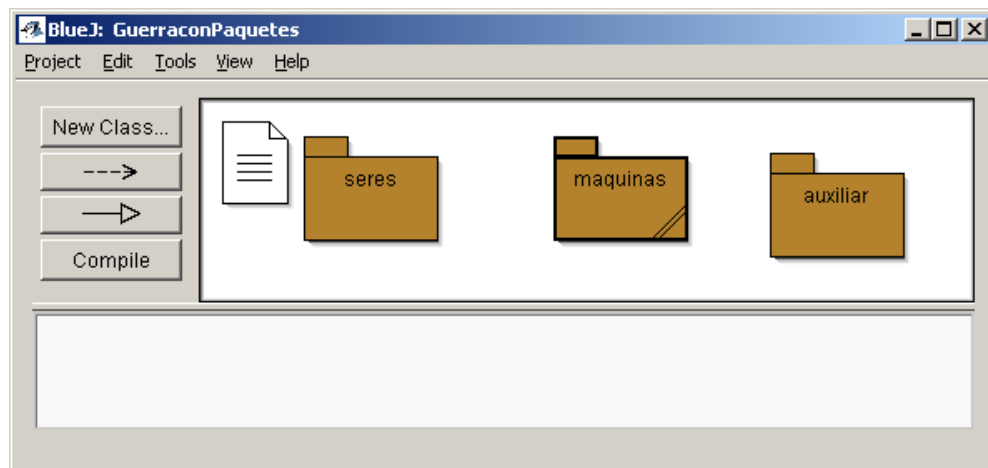 BlueJ: GuerraconPaquetes
Project Edit Tools View Help
New Class...
seres
maquinas
auxiliar
Compile